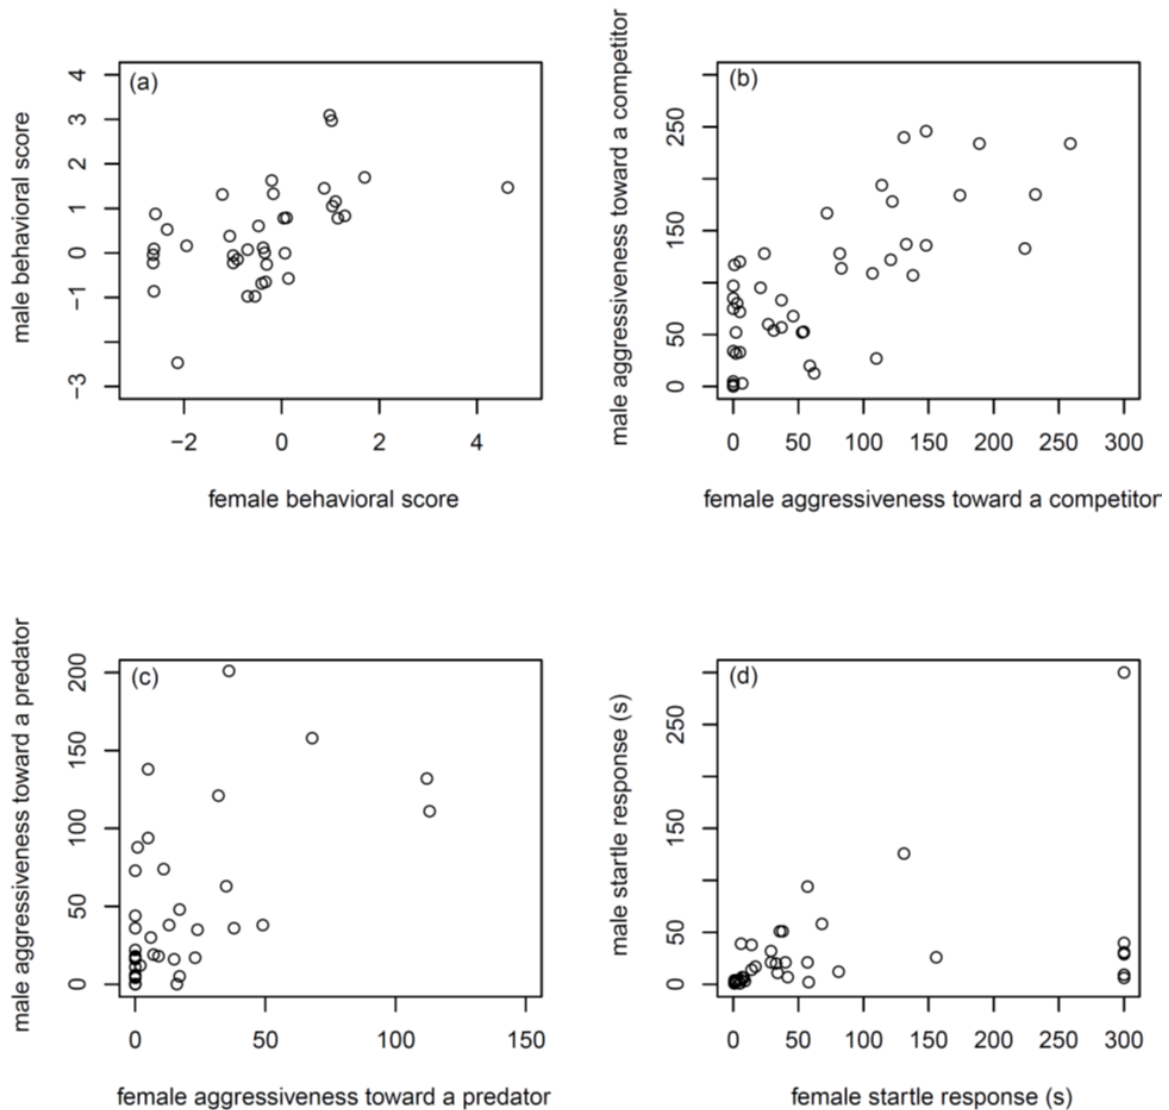 (a)
male behavioral score
4
3
2
1
0
−1
−3
−2 0 2 4
female behavioral score
(b)
male aggressiveness toward a competitor
250
150
50
0
0 50 100 150 200 250 300
female aggressiveness toward a competitor
(c)
male aggressiveness toward a predator
200
150
100
50
0
0 50 100 150
female aggressiveness toward a predator
(d)
male startle response (s)
250
150
50
0
0 50 100 150 200 250 300
female startle response (s)